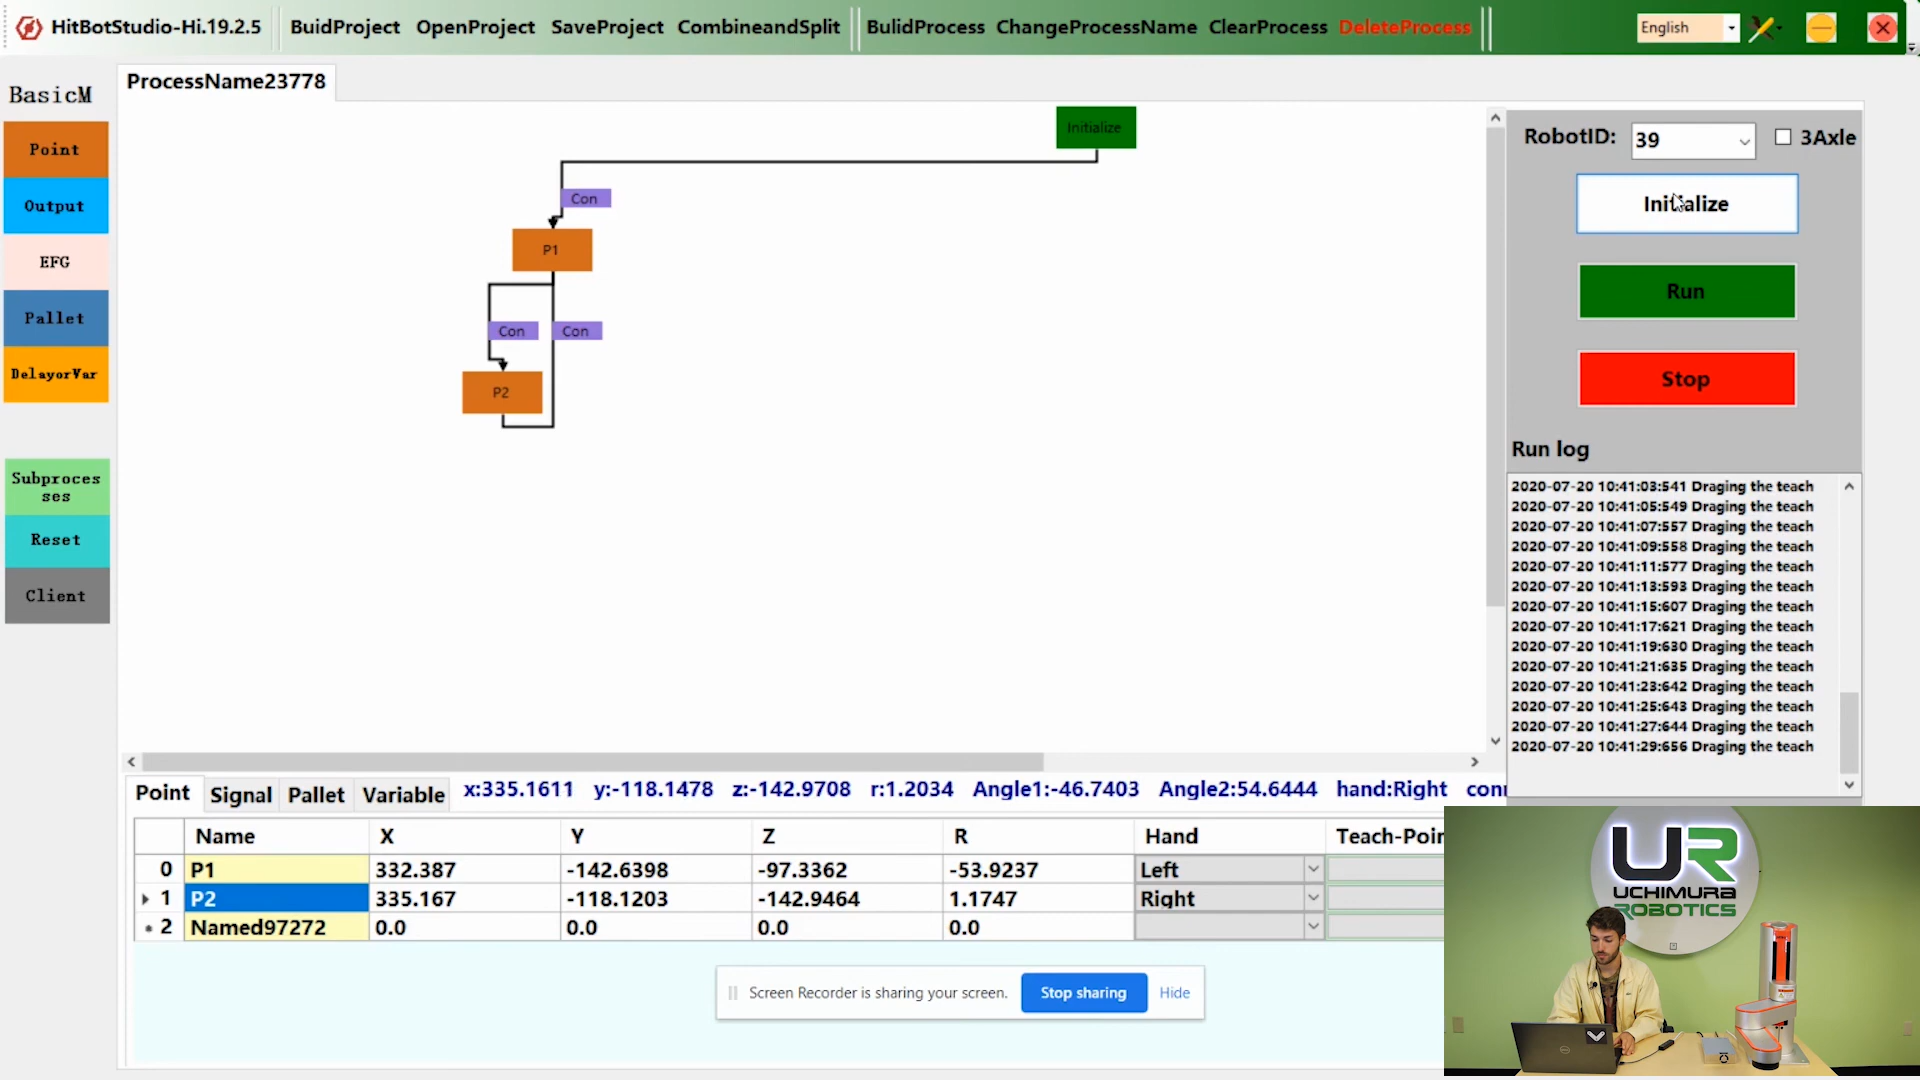 HitBotStudio-Hi.19.2.5 BuidProject OpenProject SaveProject CombineandSplit BulidProcess ChangeProcessName ClearProcess DeleteProcess English
BasicM
ProcessName23778
Point
Output
EFG
Pallet
DelayorVar
Subproces
ses
Reset
Client
Initialize
Con
P1
Con Con
P2
RobotID: 39 3Axle
Initialize
Run
Stop
Run log
2020-07-20 10:41:03:541 Draging the teach
2020-07-20 10:41:05:549 Draging the teach
2020-07-20 10:41:07:557 Draging the teach
2020-07-20 10:41:09:558 Draging the teach
2020-07-20 10:41:11:577 Draging the teach
2020-07-20 10:41:13:593 Draging the teach
2020-07-20 10:41:15:607 Draging the teach
2020-07-20 10:41:17:621 Draging the teach
2020-07-20 10:41:19:630 Draging the teach
2020-07-20 10:41:21:635 Draging the teach
2020-07-20 10:41:23:642 Draging the teach
2020-07-20 10:41:25:643 Draging the teach
2020-07-20 10:41:27:644 Draging the teach
2020-07-20 10:41:29:656 Draging the teach
Point Signal Pallet Variable x:335.1611 y:-118.1478 z:-142.9708 r:1.2034 Angle1:-46.7403 Angle2:54.6444 hand:Right
Name X Y Z R Hand Teach-Poin
0 P1 332.387 -142.6398 -97.3362 -53.9237 Left
1 P2 335.167 -118.1203 -142.9464 1.1747 Right
2 Named97272 0.0 0.0 0.0 0.0
Screen Recorder is sharing your screen. Stop sharing Hide
UR
UCHIMURA
ROBOTICS